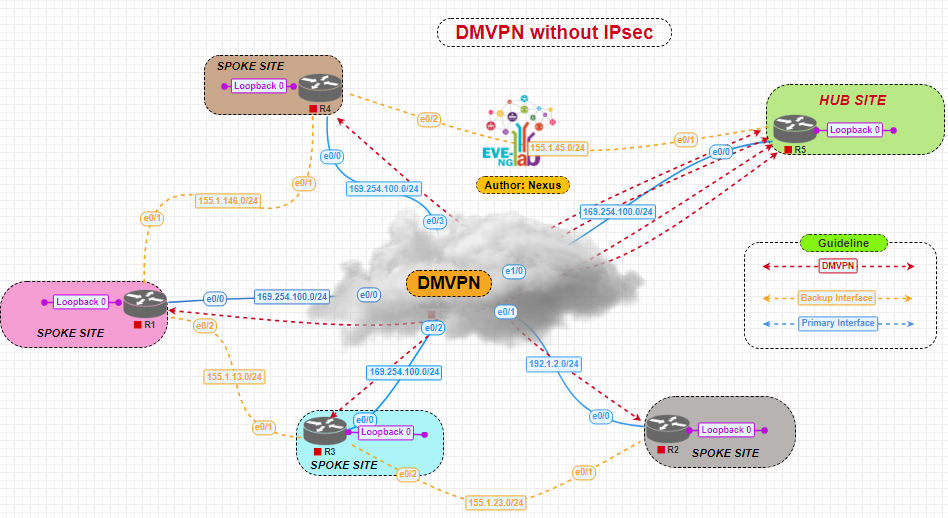 DMVPN without IPsec
SPOKE SITE
Loopback 0
R4
e0/2
e0/0
e0/1
169.254.100.0/24
e0/3
EVE-
NG
lab
Author: Nexus
155.1.45.0/24
e0/1
HUB SITE
Loopback 0
R5
e0/0
169.254.100.0/24
155.1.146.0/24
e0/1
Guideline
DMVPN
Backup Interface
Primary Interface
DMVPN
e1/0
e0/0
e0/1
e0/2
Loopback 0
R1
SPOKE SITE
e0/0
169.254.100.0/24
e0/2
155.1.13.0/24
e0/1
169.254.100.0/24
e0/0
Loopback 0
R3
SPOKE SITE
e0/2
155.1.23.0/24
e0/1
192.1.2.0/24
e0/0
Loopback 0
R2
SPOKE SITE